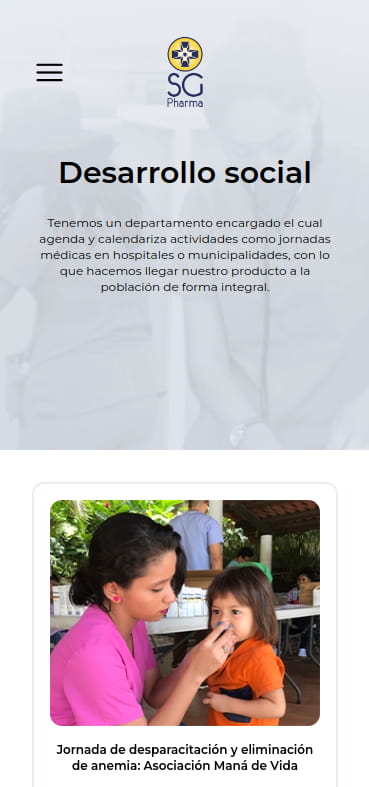 SG
Pharma
Desarrollo social
Tenemos un departamento encargado el cual
agenda y calendariza actividades como jornadas
médicas en hospitales o municipalidades, con lo
que hacemos llegar nuestro producto a la
población de forma integral.
Jornada de desparacitación y eliminación
de anemia: Asociación Maná de Vida